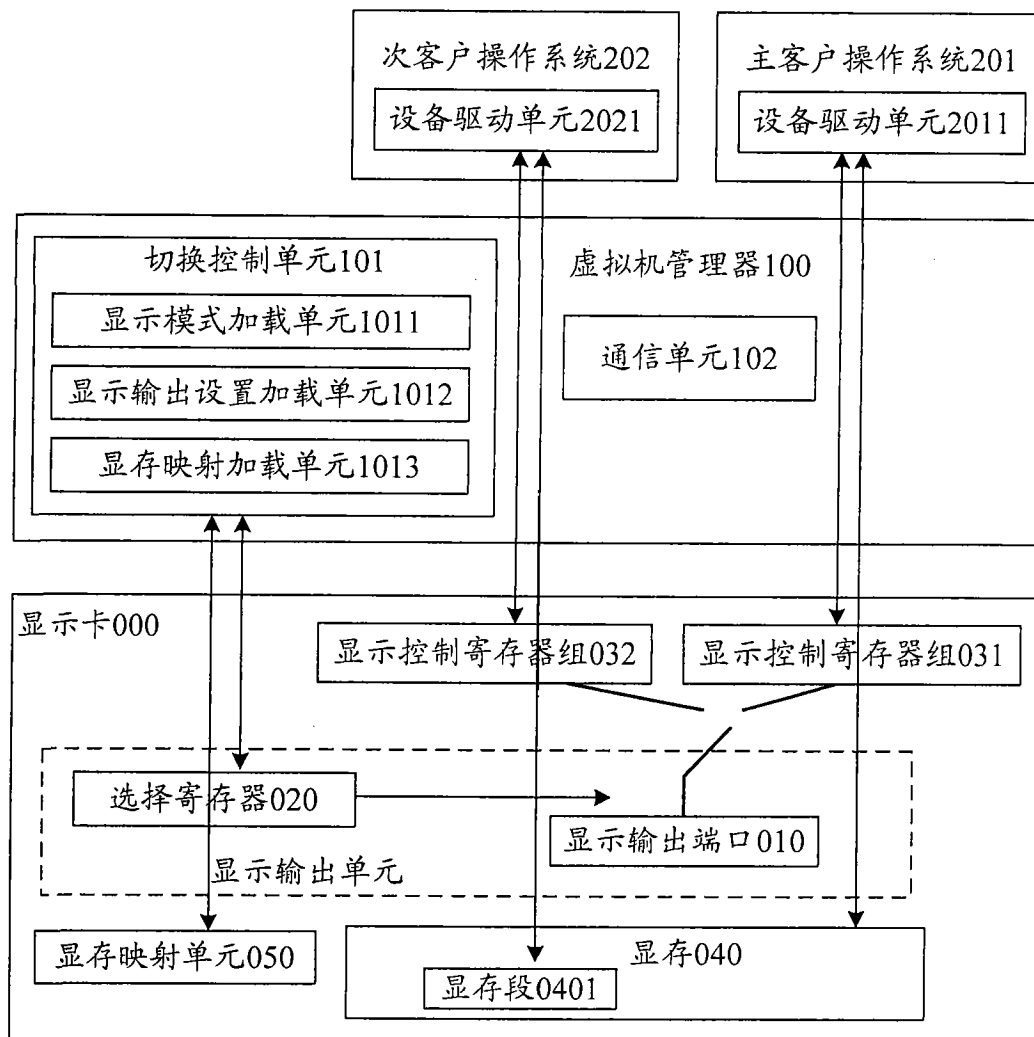 次客户操作系统202
设备驱动单元2021
主客户操作系统201
设备驱动单元2011
切换控制单元101
显示模式加载单元1011
显示输出设置加载单元1012
显存映射加载单元1013
虚拟机管理器100
通信单元102
显示卡000
显示控制寄存器组032
显示控制寄存器组031
选择寄存器020
显示输出端口010
显示输出单元
显存映射单元050
显存040
显存段0401